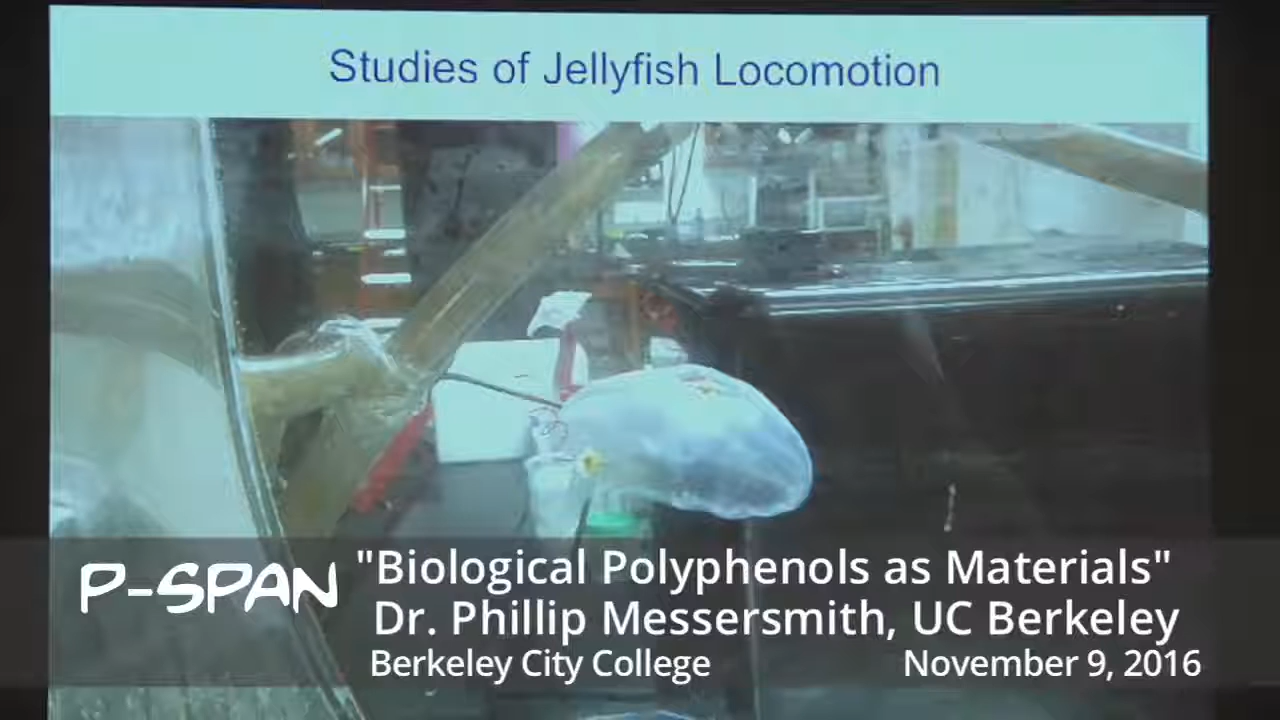 Studies of Jellyfish Locomotion
P-SPAN
"Biological Polyphenols as Materials"
Dr. Phillip Messersmith, UC Berkeley
Berkeley City College
November 9, 2016